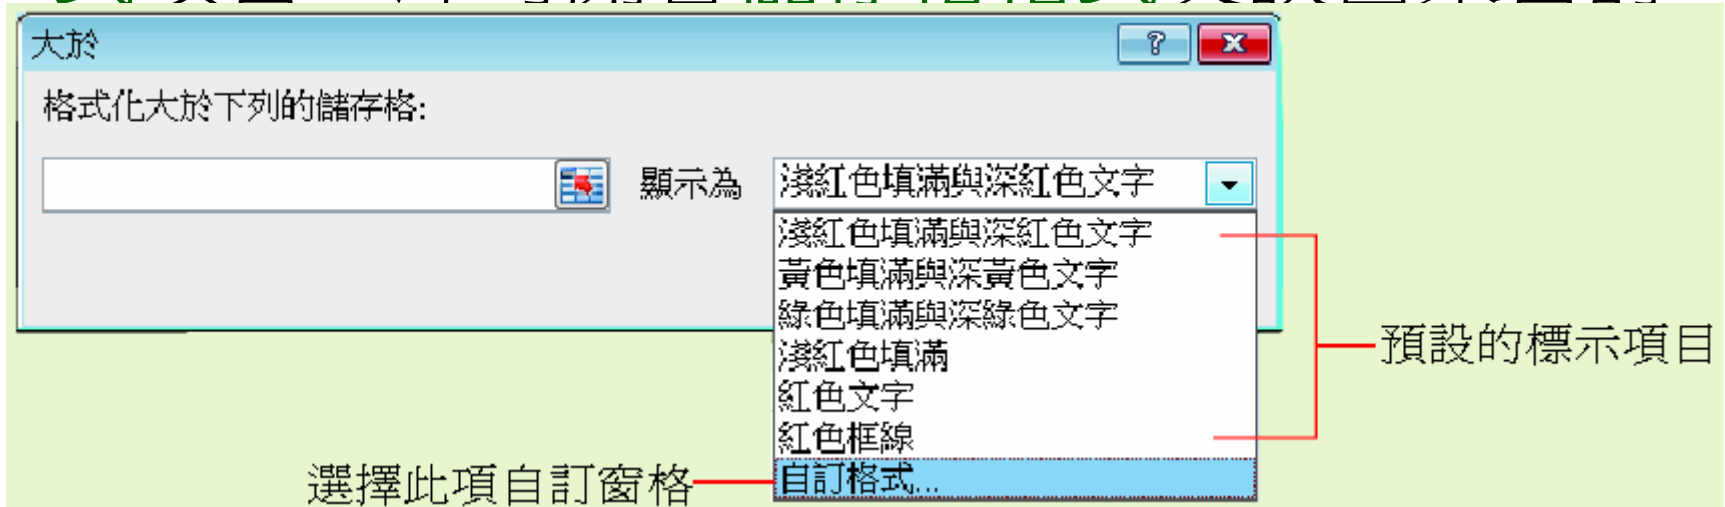 大於
格式化大於下列的儲存格:
顯示為 淺紅色填滿與深紅色文字
淺紅色填滿與深紅色文字
黃色填滿與深黃色文字
綠色填滿與深綠色文字
淺紅色填滿
紅色文字
紅色框線
自訂格式...
預設的標示項目
選擇此項自訂窗格